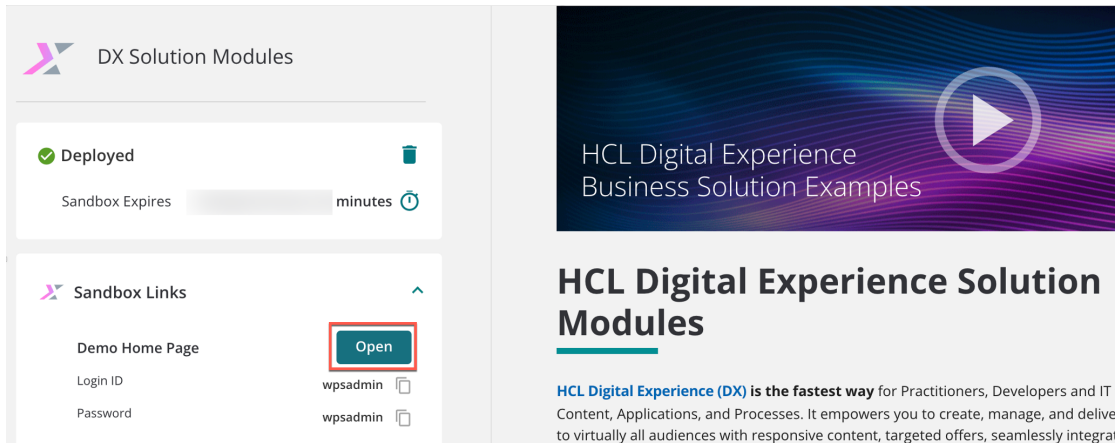 DX Solution Modules
Deployed
Sandbox Expires minutes
Sandbox Links
Demo Home Page Open
Login ID wpsadmin
Password wpsadmin
HCL Digital Experience
Business Solution Examples
HCL Digital Experience Solution
Modules
HCL Digital Experience (DX) is the fastest way for Practitioners, Developers and IT
Content, Applications, and Processes. It empowers you to create, manage, and delive
to virtually all audiences with responsive content, targeted offers, seamlessly integrat